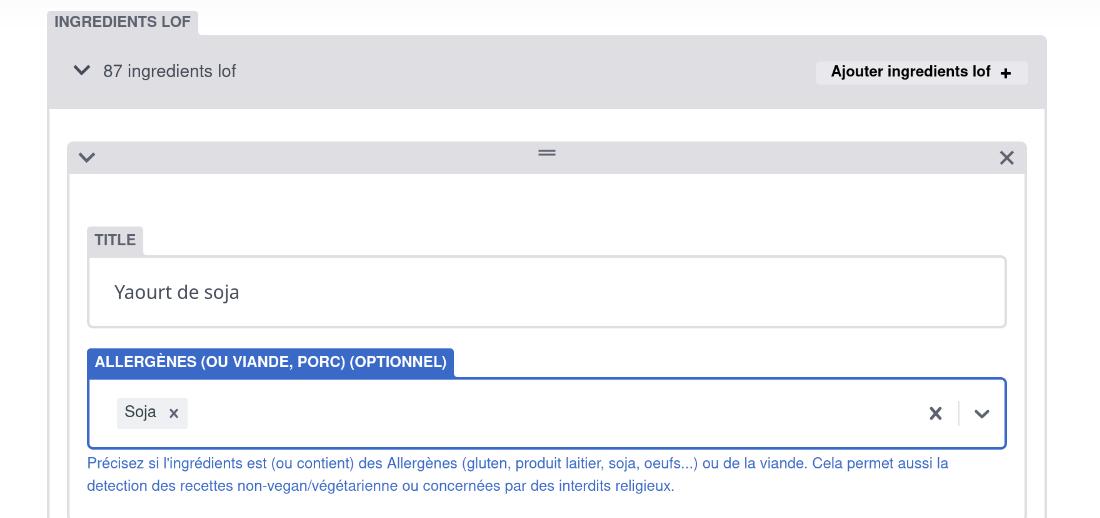 INGREDIENTS LOF
87 ingredients lof
Ajouter ingredients lof +
TITLE
Yaourt de soja
ALLERGÈNES (OU VIANDE, PORC) (OPTIONNEL)
Soja
Précisez si l'ingrédients est (ou contient) des Allergènes (gluten, produit laitier, soja, oeufs...) ou de la viande. Cela permet aussi la
detection des recettes non-vegan/végétarienne ou concernées par des interdits religieux.